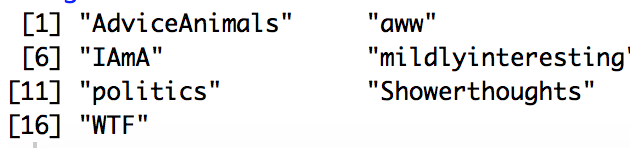 [1] "AdviceAnimals" "aww"
[6] "IAmA" "mildlyinteresting"
[11] "politics" "Showerthoughts"
[16] "WTF"